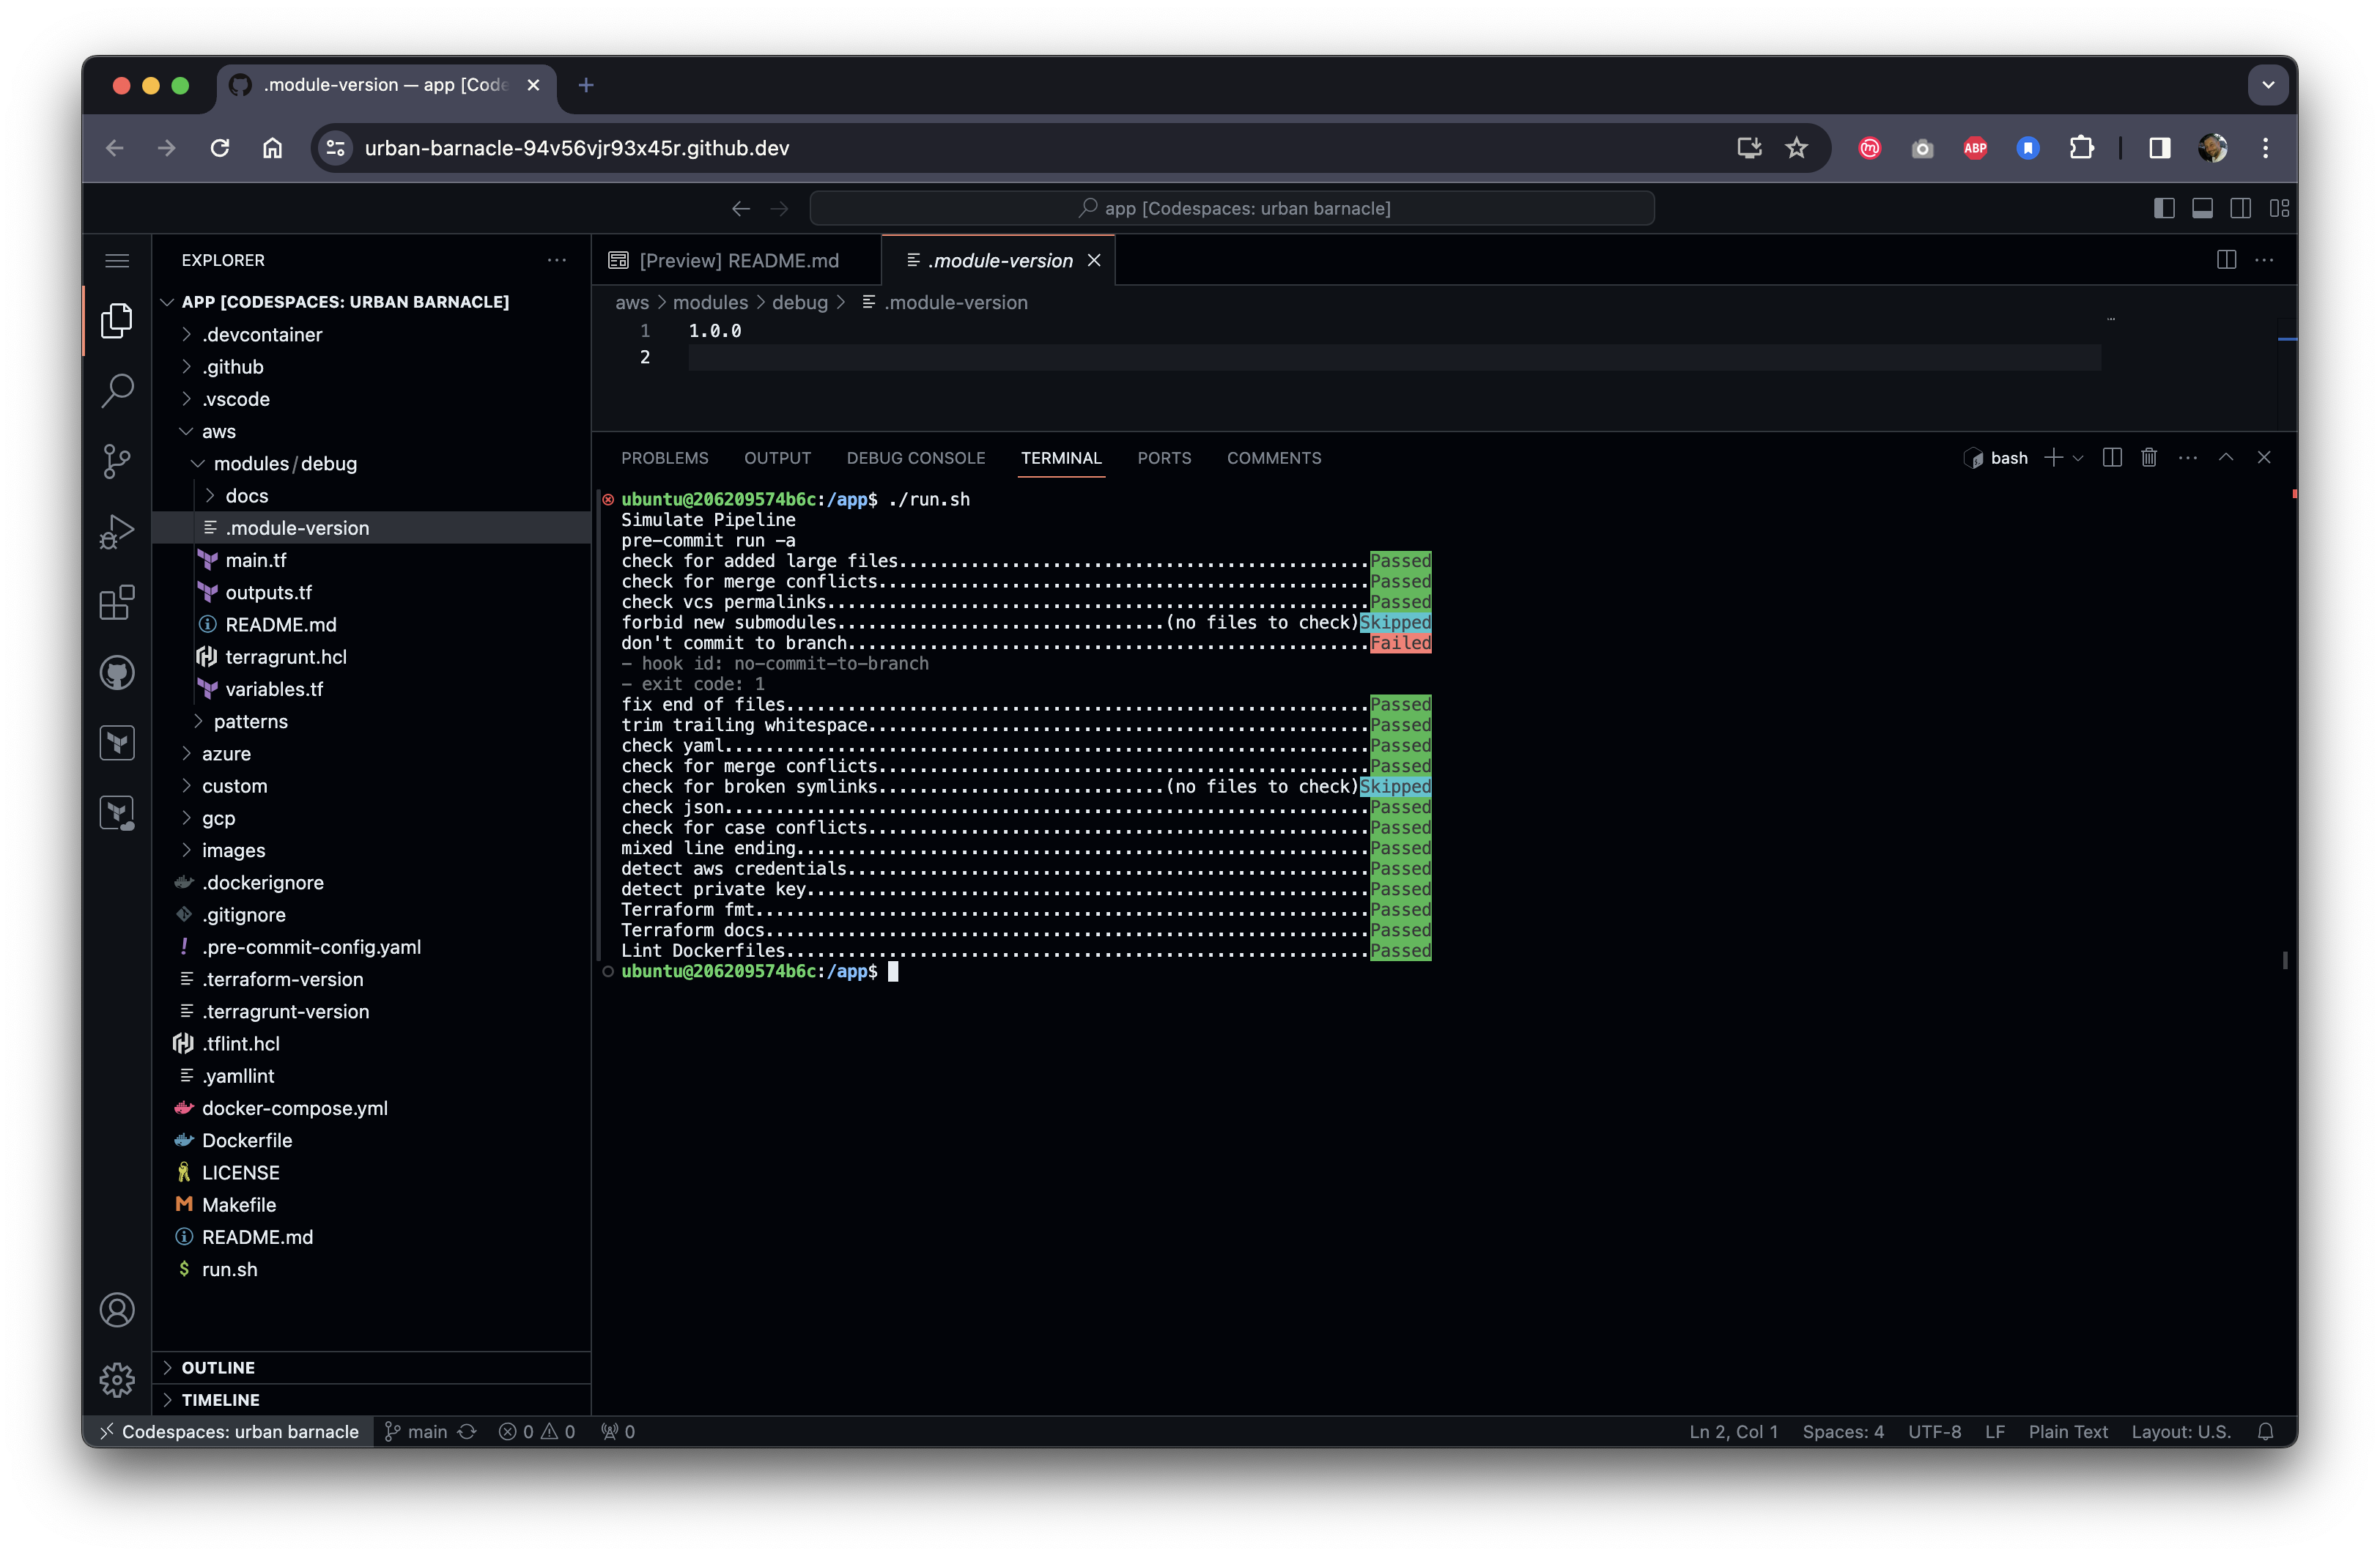 .module-version — app [Code
urban-barnacle-94v56vjr93x45r.github.dev
ABP
app [Codespaces: urban barnacle]
EXPLORER
APP [CODESPACES: URBAN BARNACLE]
.devcontainer
.github
.vscode
aws
modules/debug
docs
.module-version
main.tf
outputs.tf
README.md
terragrunt.hcl
variables.tf
patterns
azure
custom
gcp
images
.dockerignore
.gitignore
.pre-commit-config.yaml
.terraform-version
.terragrunt-version
.tflint.hcl
.yamllint
docker-compose.yml
Dockerfile
LICENSE
Makefile
README.md
run.sh
OUTLINE
TIMELINE
[Preview] README.md .module-version
aws > modules > debug > .module-version
1 1.0.0
2
PROBLEMS OUTPUT DEBUG CONSOLE TERMINAL PORTS COMMENTS bash
ubuntu@206209574b6c:/app$ ./run.sh
Simulate Pipeline
pre-commit run -a
check for added large files..............................................Passed
check for merge conflicts................................................Passed
check vcs permalinks.....................................................Passed
forbid new submodules................................(no files to check)Skipped
don't commit to branch...................................................Failed
- hook id: no-commit-to-branch
- exit code: 1
fix end of files.........................................................Passed
trim trailing whitespace.................................................Passed
check yaml...............................................................Passed
check for merge conflicts................................................Passed
check for broken symlinks............................(no files to check)Skipped
check json...............................................................Passed
check for case conflicts.................................................Passed
mixed line ending........................................................Passed
detect aws credentials...................................................Passed
detect private key.......................................................Passed
Terraform fmt............................................................Passed
Terraform docs...........................................................Passed
Lint Dockerfiles.........................................................Passed
ubuntu@206209574b6c:/app$
Codespaces: urban barnacle main 0 0 0 Ln 2, Col 1 Spaces: 4 UTF-8 LF Plain Text Layout: U.S.